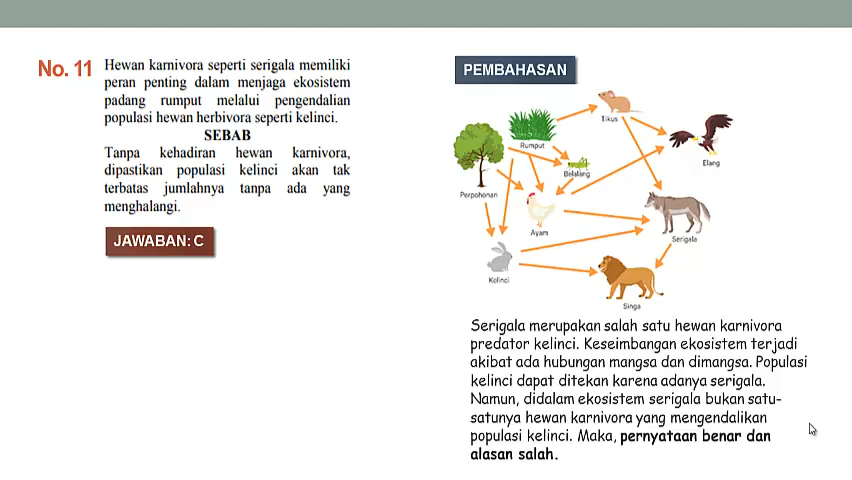 No. 11
Hewan karnivora seperti serigala memiliki
peran penting dalam menjaga ekosistem
padang rumput melalui pengendalian
populasi hewan herbivora seperti kelinci.
SEBAB
Tanpa kehadiran hewan karnivora,
dipastikan populasi kelinci akan tak
terbatas jumlahnya tanpa ada yang
menghalangi.
JAWABAN: C
PEMBAHASAN
Tikus
Rumput
Elang
Belalang
Perpohonan
Ayam
Serigala
Kelinci
Singa
Serigala merupakan salah satu hewan karnivora
predator kelinci. Keseimbangan ekosistem terjadi
akibat ada hubungan mangsa dan dimangsa. Populasi
kelinci dapat ditekan karena adanya serigala.
Namun, didalam ekosistem serigala bukan satu-
satunya hewan karnivora yang mengendalikan
populasi kelinci. Maka, pernyataan benar dan
alasan salah.